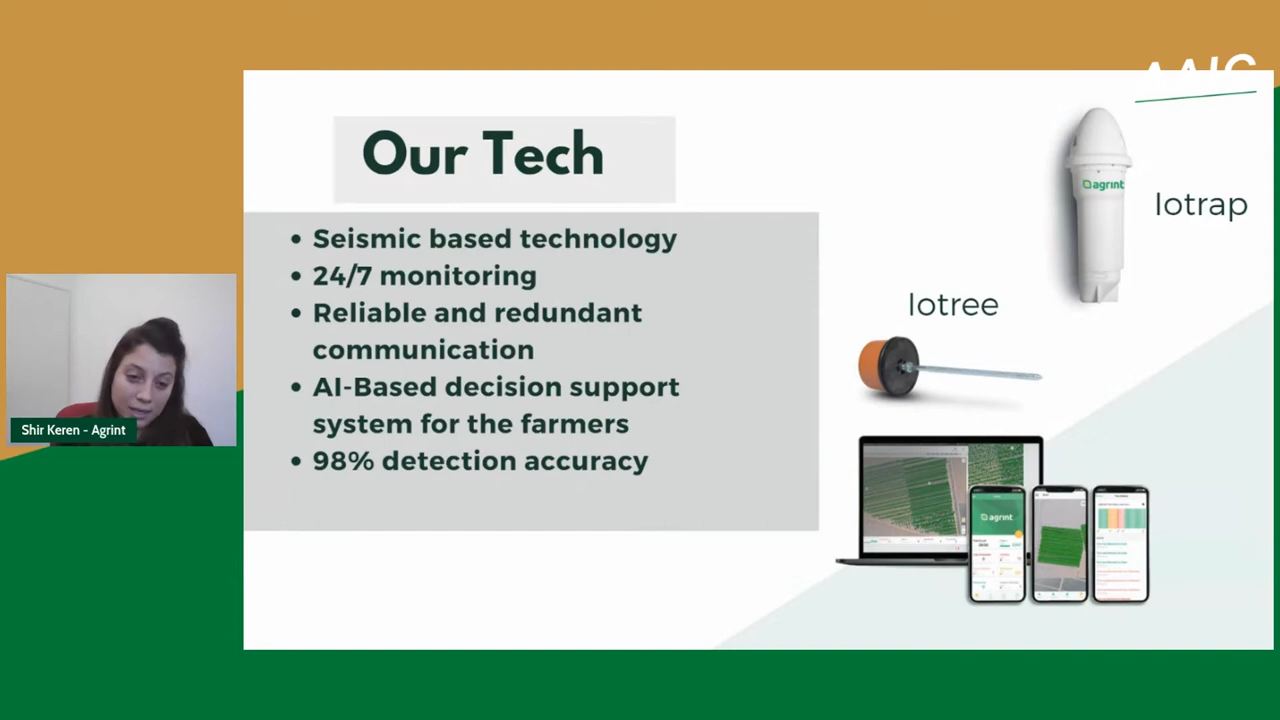 Our Tech
• Seismic based technology
• 24/7 monitoring
• Reliable and redundant
communication
• AI-Based decision support
system for the farmers
• 98% detection accuracy
agrint
Iotrap
Iotree
agrint
Shir Keren - Agrint